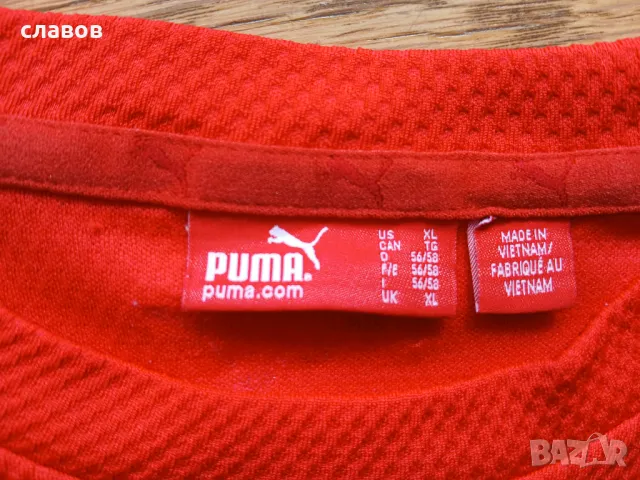 славов
PUMA
puma.com
US XL
CAN TG
D 56/58
F/E 56/58
I 56/58
UK XL
MADE IN
VIETNAM/
FABRIQUÉ AU
VIETNAM
BAZAR